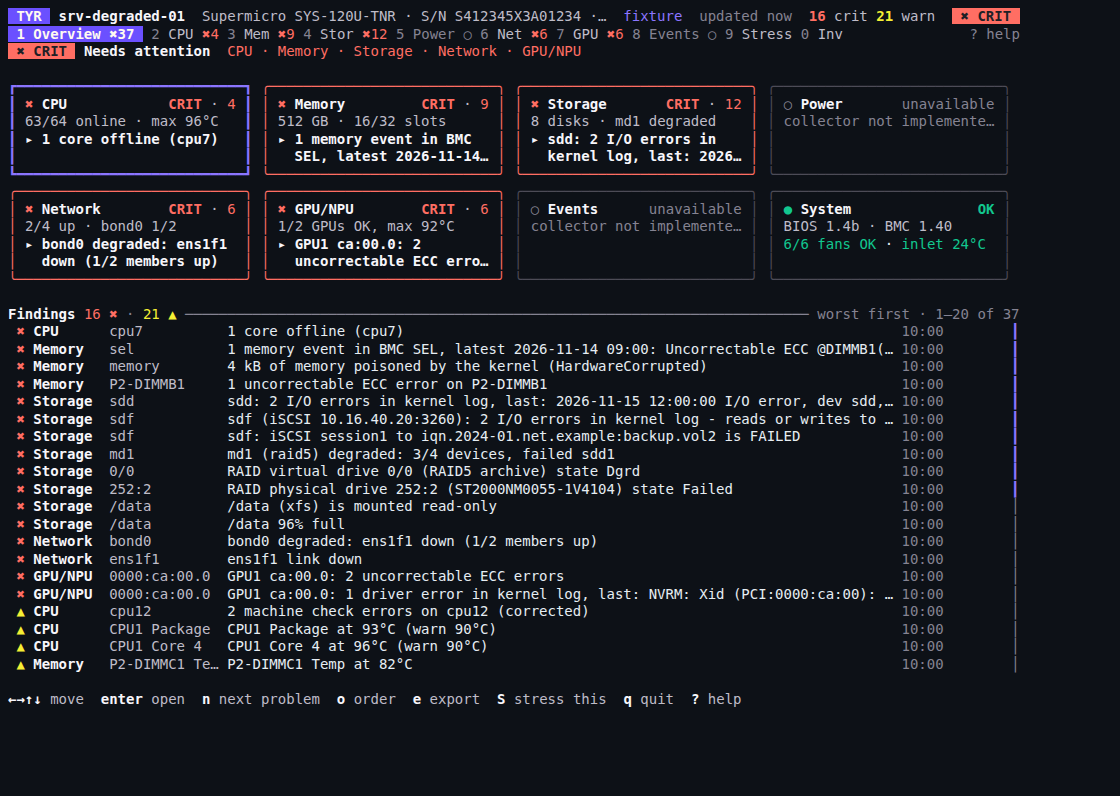 TYR srv-degraded-01 Supermicro SYS-120U-TNR · S/N S412345X3A01234 ·… fixture updated now 16 crit 21 warn ✖ CRIT
1 Overview ✖37 2 CPU ✖4 3 Mem ✖9 4 Stor ✖12 5 Power ○ 6 Net ✖6 7 GPU ✖6 8 Events ○ 9 Stress 0 Inv ? help
✖ CRIT Needs attention CPU · Memory · Storage · Network · GPU/NPU
✖ CPU CRIT · 4
63/64 online · max 96°C
▸ 1 core offline (cpu7)
✖ Memory CRIT · 9
512 GB · 16/32 slots
▸ 1 memory event in BMC
SEL, latest 2026-11-14…
✖ Storage CRIT · 12
8 disks · md1 degraded
▸ sdd: 2 I/O errors in
kernel log, last: 2026…
○ Power unavailable
collector not implemente…
✖ Network CRIT · 6
2/4 up · bond0 1/2
▸ bond0 degraded: ens1f1
down (1/2 members up)
✖ GPU/NPU CRIT · 6
1/2 GPUs OK, max 92°C
▸ GPU1 ca:00.0: 2
uncorrectable ECC erro…
○ Events unavailable
collector not implemente…
● System OK
BIOS 1.4b · BMC 1.40
6/6 fans OK · inlet 24°C
Findings 16 ✖ · 21 ▲ worst first · 1–20 of 37
✖ CPU cpu7 1 core offline (cpu7) 10:00
✖ Memory sel 1 memory event in BMC SEL, latest 2026-11-14 09:00: Uncorrectable ECC @DIMMB1(… 10:00
✖ Memory memory 4 kB of memory poisoned by the kernel (HardwareCorrupted) 10:00
✖ Memory P2-DIMMB1 1 uncorrectable ECC error on P2-DIMMB1 10:00
✖ Storage sdd sdd: 2 I/O errors in kernel log, last: 2026-11-15 12:00:00 I/O error, dev sdd,… 10:00
✖ Storage sdf sdf (iSCSI 10.16.40.20:3260): 2 I/O errors in kernel log - reads or writes to … 10:00
✖ Storage sdf sdf: iSCSI session1 to iqn.2024-01.net.example:backup.vol2 is FAILED 10:00
✖ Storage md1 md1 (raid5) degraded: 3/4 devices, failed sdd1 10:00
✖ Storage 0/0 RAID virtual drive 0/0 (RAID5 archive) state Dgrd 10:00
✖ Storage 252:2 RAID physical drive 252:2 (ST2000NM0055-1V4104) state Failed 10:00
✖ Storage /data /data (xfs) is mounted read-only 10:00
✖ Storage /data /data 96% full 10:00
✖ Network bond0 bond0 degraded: ens1f1 down (1/2 members up) 10:00
✖ Network ens1f1 ens1f1 link down 10:00
✖ GPU/NPU 0000:ca:00.0 GPU1 ca:00.0: 2 uncorrectable ECC errors 10:00
✖ GPU/NPU 0000:ca:00.0 GPU1 ca:00.0: 1 driver error in kernel log, last: NVRM: Xid (PCI:0000:ca:00): … 10:00
▲ CPU cpu12 2 machine check errors on cpu12 (corrected) 10:00
▲ CPU CPU1 Package CPU1 Package at 93°C (warn 90°C) 10:00
▲ CPU CPU1 Core 4 CPU1 Core 4 at 96°C (warn 90°C) 10:00
▲ Memory P2-DIMMC1 Te… P2-DIMMC1 Temp at 82°C 10:00
←→↑↓ move enter open n next problem o order e export S stress this q quit ? help